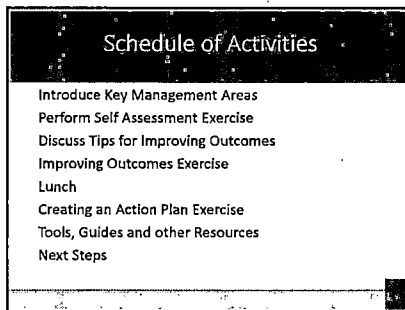 Schedule of Activities
Introduce Key Management Areas
Perform Self Assessment Exercise
Discuss Tips for Improving Outcomes
Improving Outcomes Exercise
Lunch
Creating an Action Plan Exercise
Tools, Guides and other Resources
Next Steps